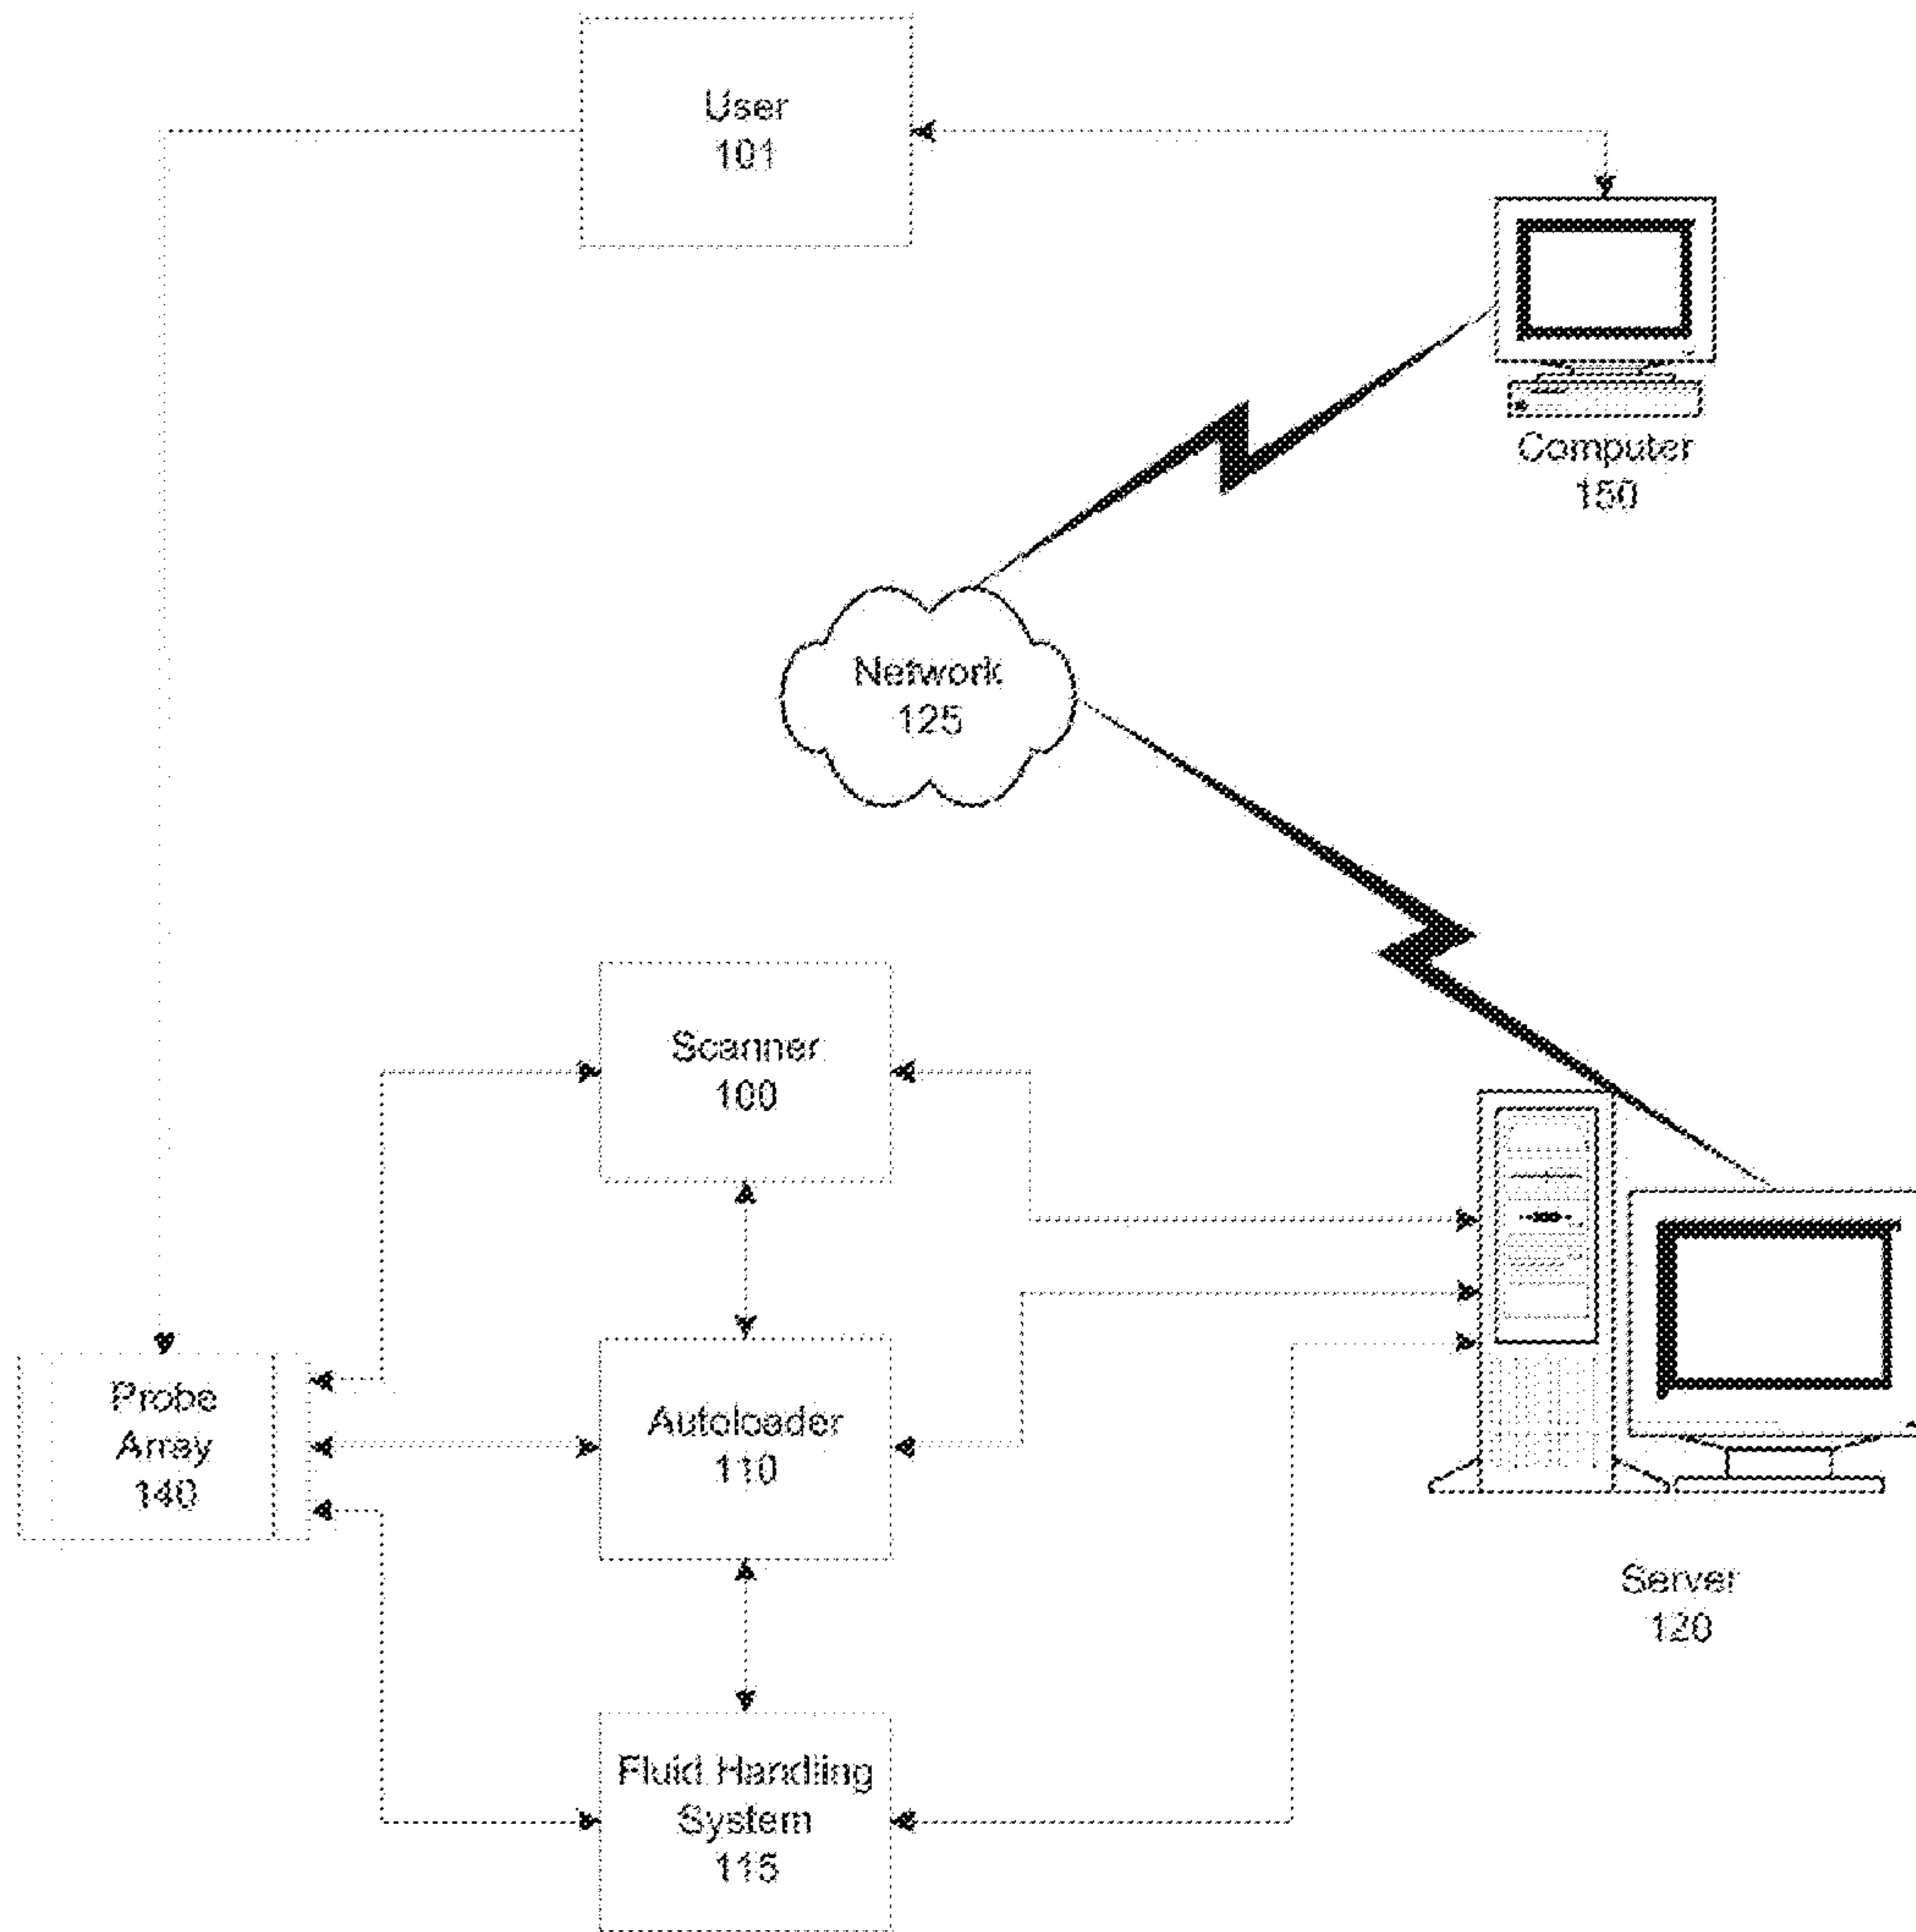 User
101
Computer
150
Network
125
Scanner
100
Probe
Array
140
Autoloader
110
Server
120
Fluid Handling
System
115